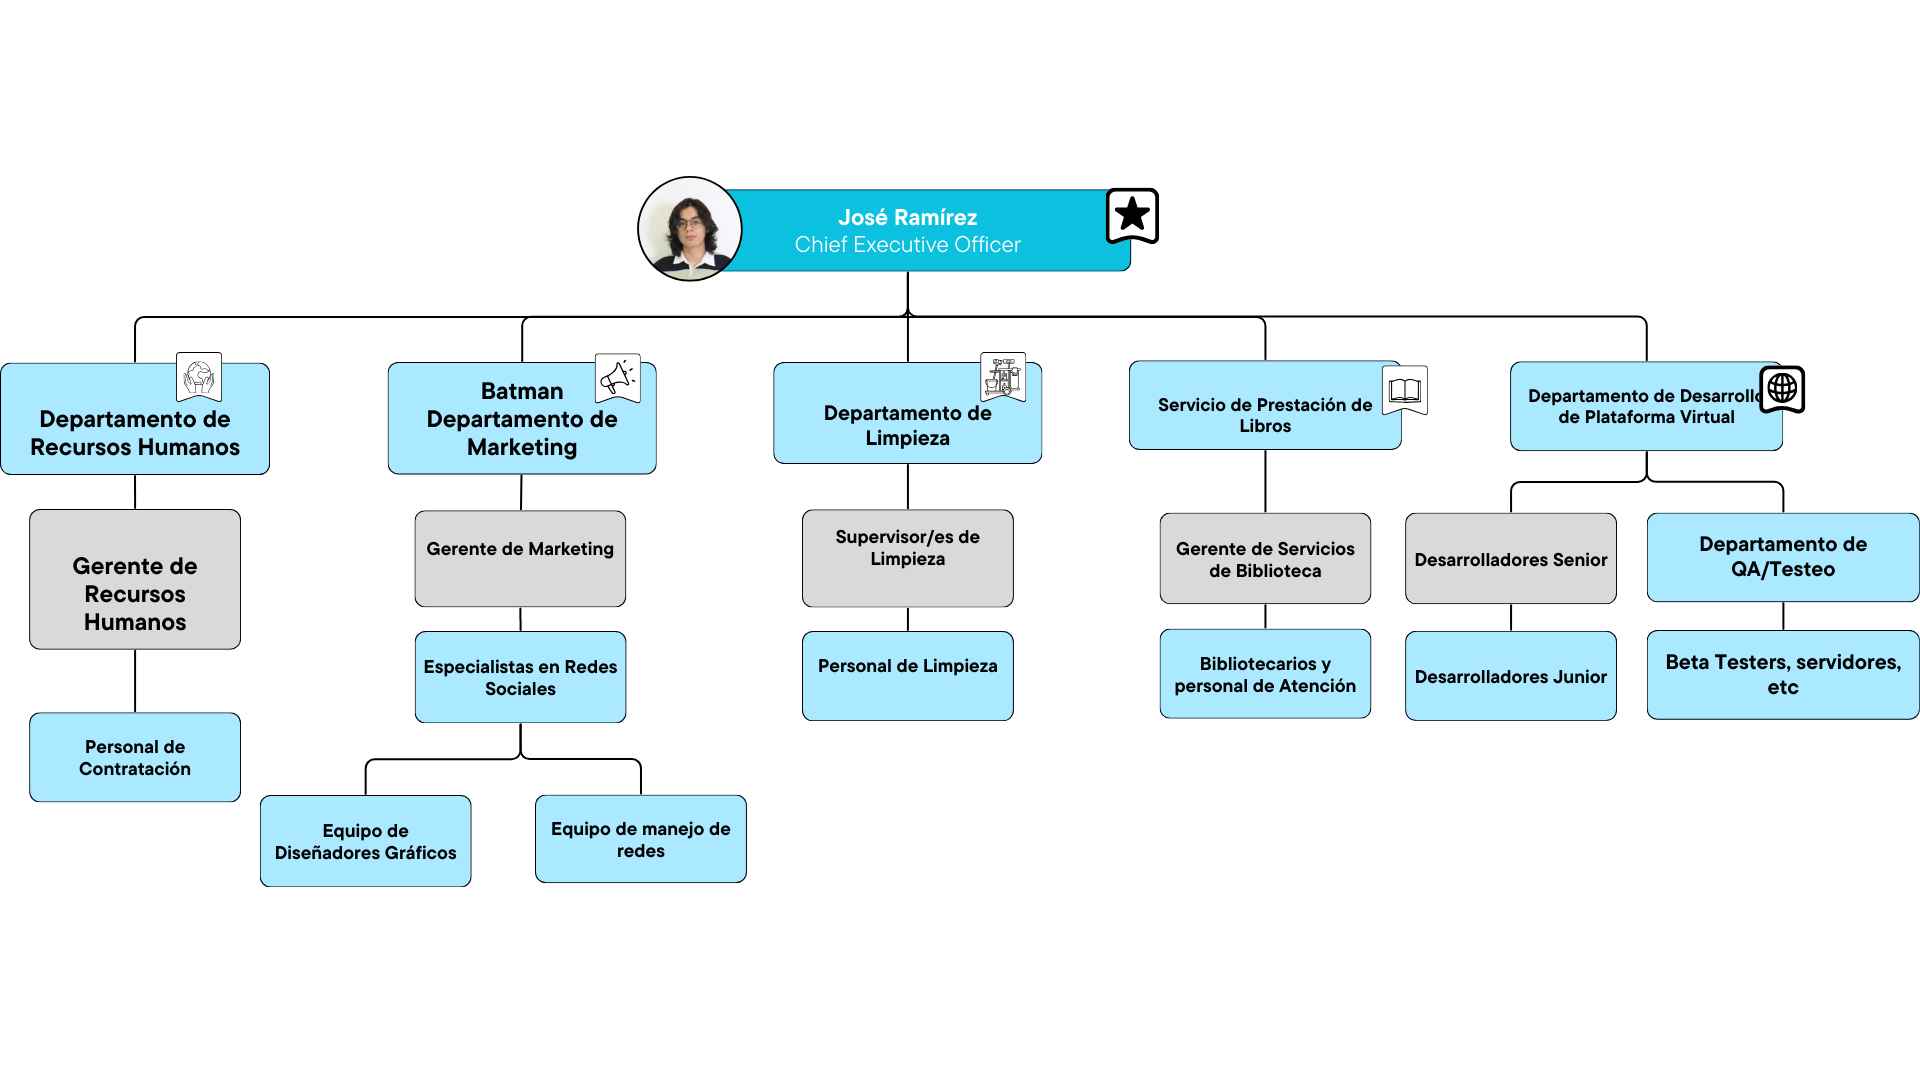 José Ramírez
Chief Executive Officer
Departamento de
Recursos Humanos
Batman
Departamento de
Marketing
Departamento de
Limpieza
Servicio de Prestación de
Libros
Departamento de Desarrollo
de Plataforma Virtual
Gerente de
Recursos
Humanos
Gerente de Marketing
Supervisor/es de
Limpieza
Gerente de Servicios
de Biblioteca
Desarrolladores Senior
Departamento de
QA/Testeo
Personal de
Contratación
Especialistas en Redes
Sociales
Personal de Limpieza
Bibliotecarios y
personal de Atención
Desarrolladores Junior
Beta Testers, servidores,
etc
Equipo de
Diseñadores Gráficos
Equipo de manejo de
redes